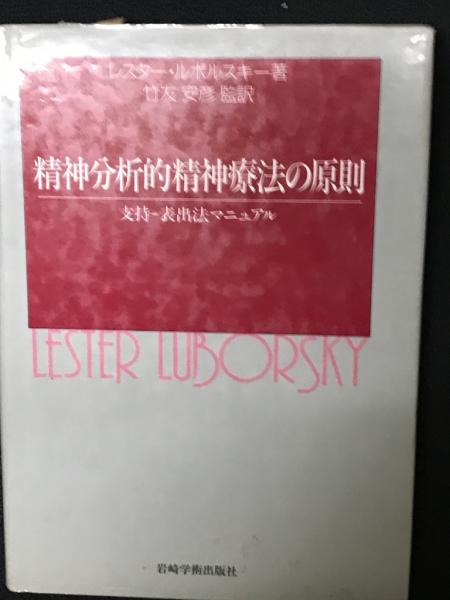 レスター・ルボルスキー著
竹友 安彦 監訳
精神分析的精神療法の原則
支持-表出法マニュアル
LESTER LUBORSKY
岩崎学術出版社